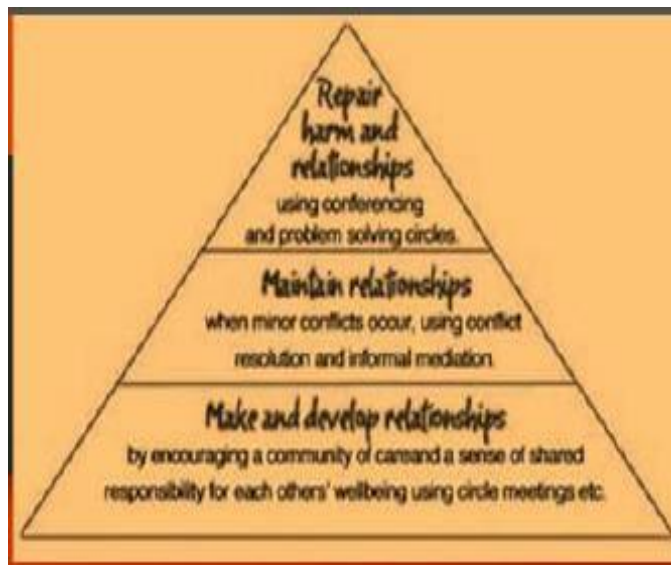 Repair
harm and
relationships
using conferencing
and problem solving circles.
Maintain relationships
when minor conflicts occur, using conflict
resolution and informal mediation.
Make and develop relationships
by encouraging a community of careand a sense of shared
responsibility for each others' wellbeing using circle meetings etc.